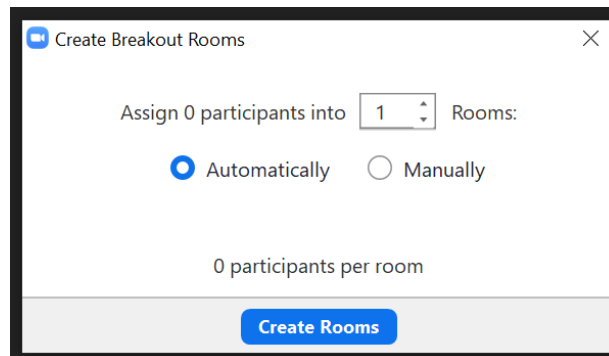 Create Breakout Rooms
Assign 0 participants into 1 Rooms:
Automatically Manually
0 participants per room
Create Rooms